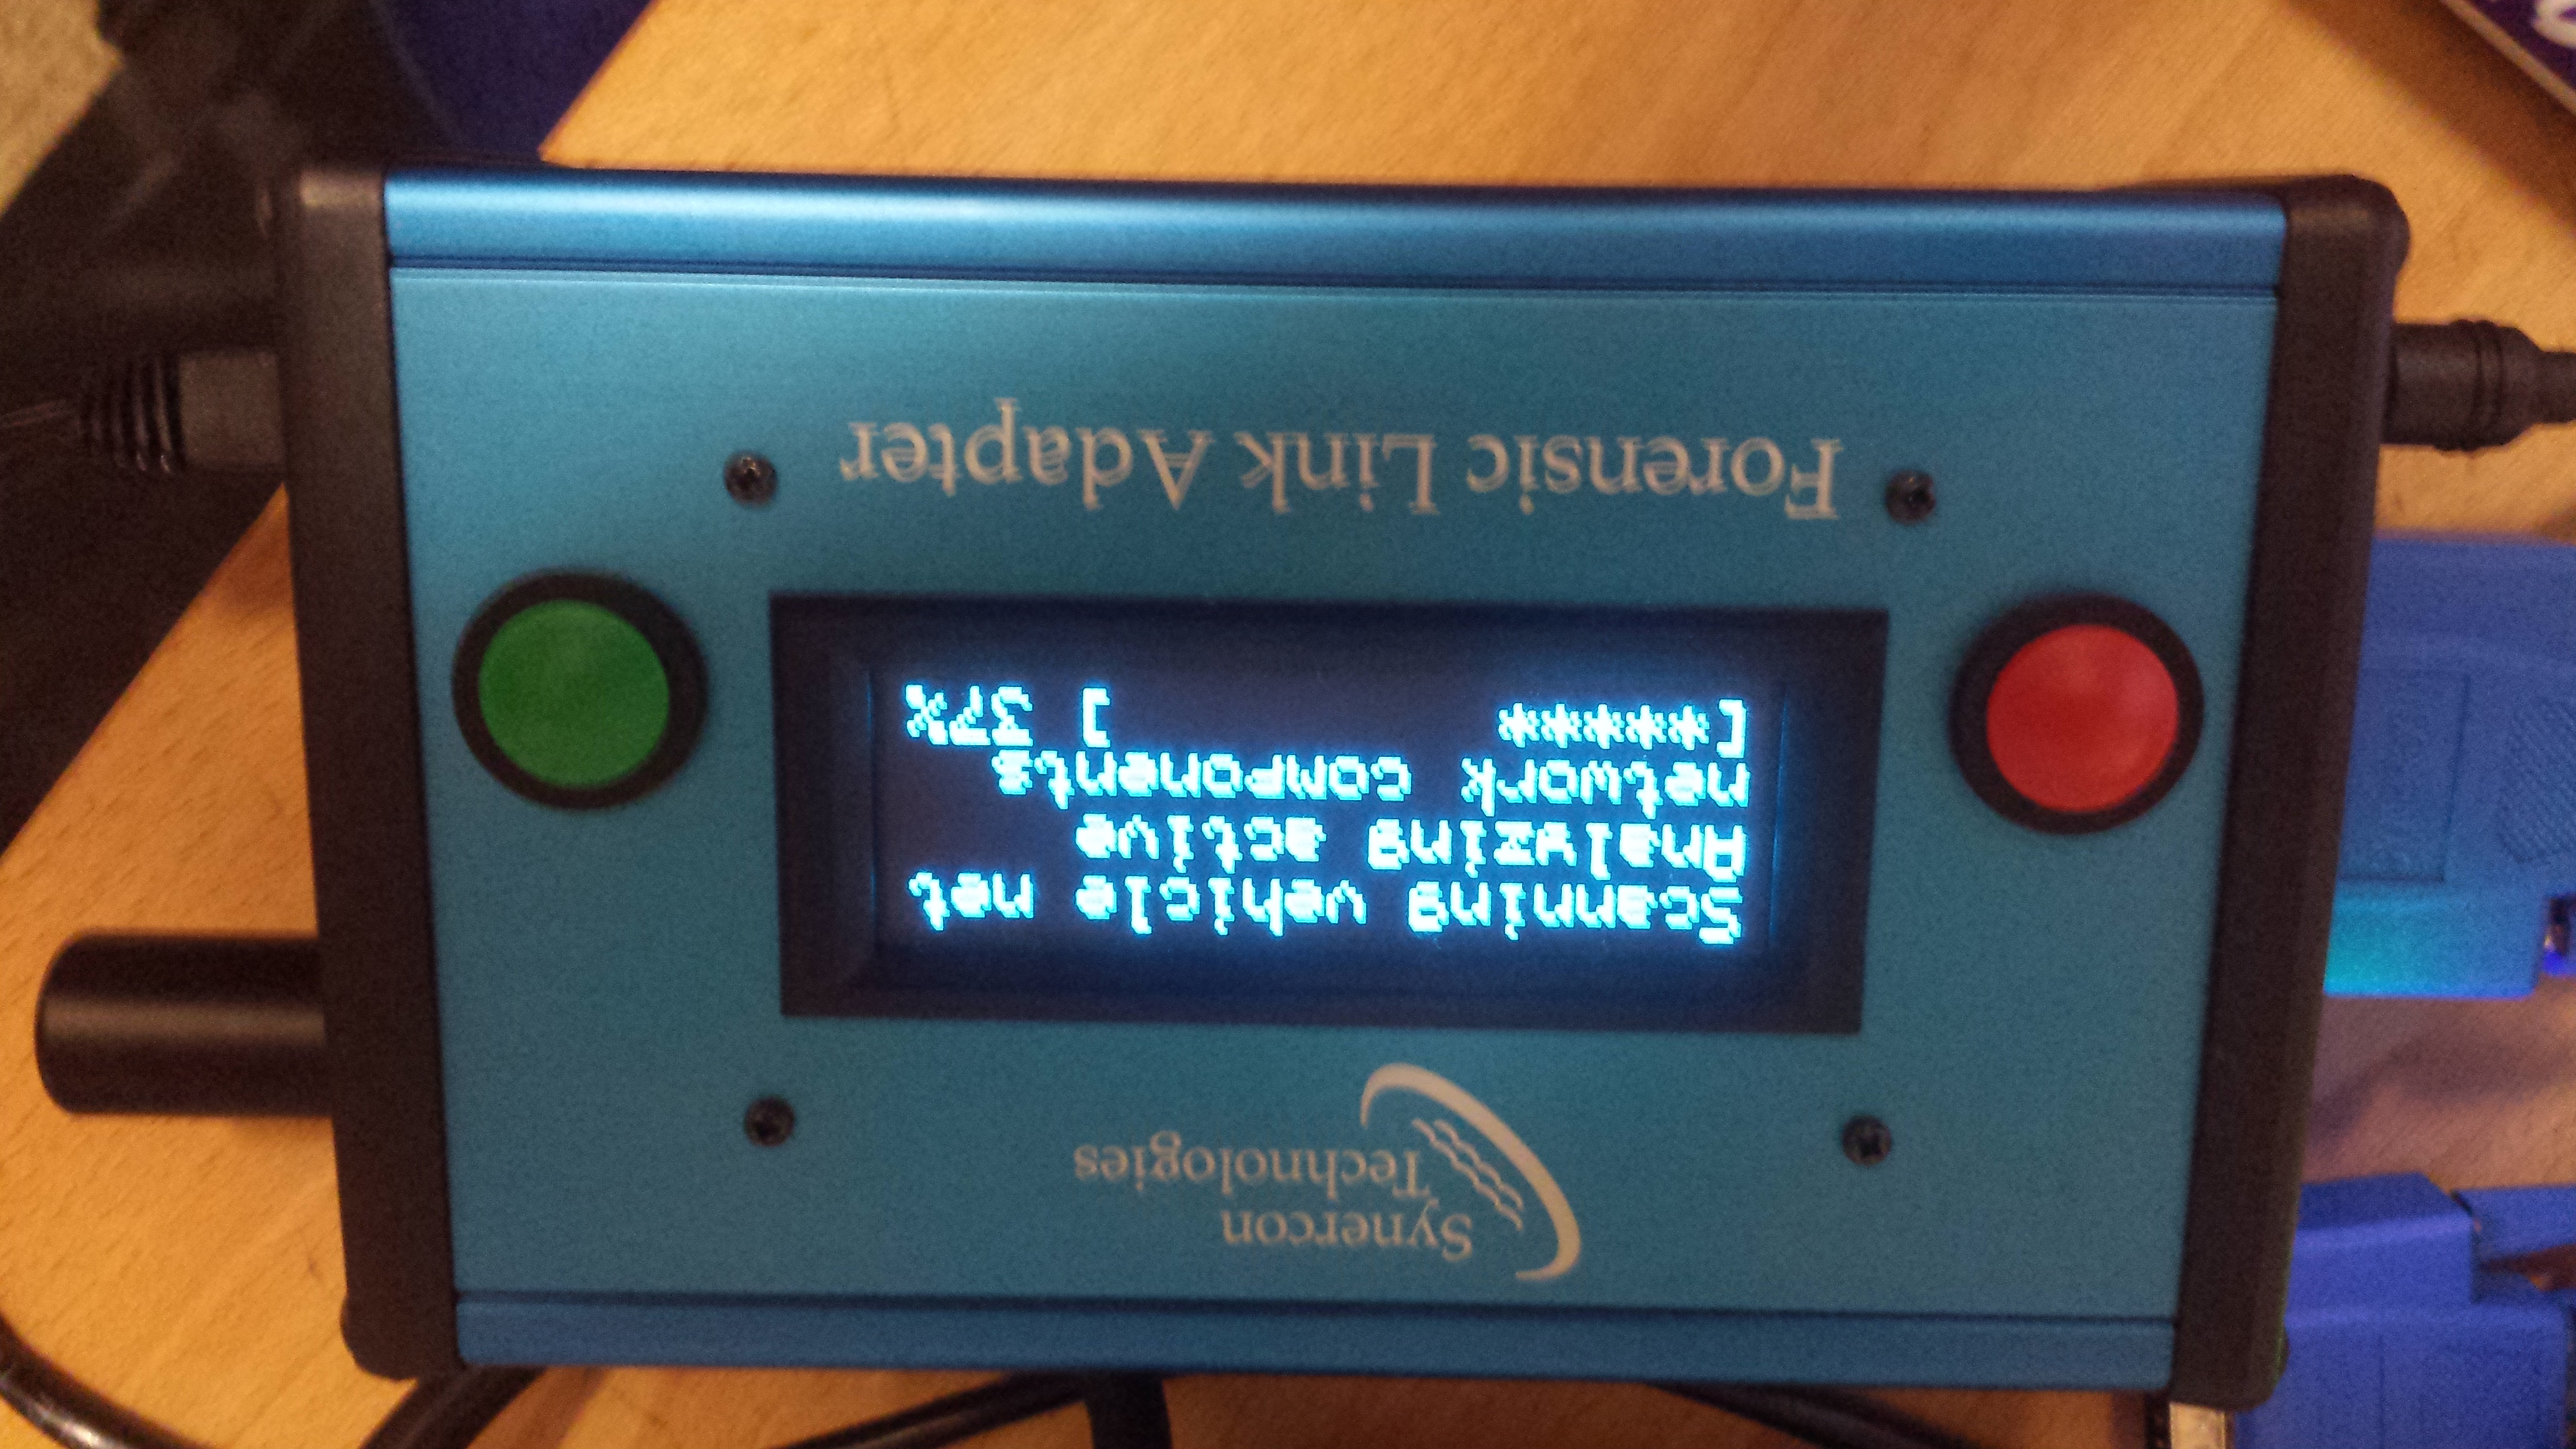 Synercon
Technologies
Scanning vehicle net
Analyzing active
network components
[*****          ] 37%
Forensic Link Adapter